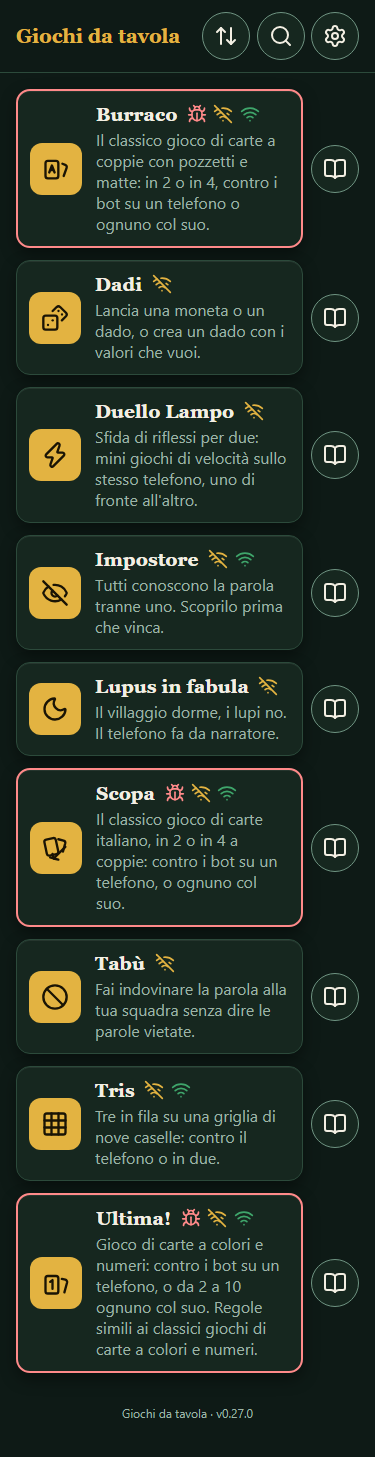 Giochi da tavola
Burraco
Il classico gioco di carte a
coppie con pozzetti e
matte: in 2 o in 4, contro i
bot su un telefono o
ognuno col suo.
Dadi
Lancia una moneta o un
dado, o crea un dado con i
valori che vuoi.
Duello Lampo
Sfida di riflessi per due:
mini giochi di velocità sullo
stesso telefono, uno di
fronte all'altro.
Impostore
Tutti conoscono la parola
tranne uno. Scoprilo prima
che vinca.
Lupus in fabula
Il villaggio dorme, i lupi no.
Il telefono fa da narratore.
Scopa
Il classico gioco di carte
italiano, in 2 o in 4 a
coppie: contro i bot su un
telefono, o ognuno col
suo.
Tabù
Fai indovinare la parola alla
tua squadra senza dire le
parole vietate.
Tris
Tre in fila su una griglia di
nove caselle: contro il
telefono o in due.
Ultima!
Gioco di carte a colori e
numeri: contro i bot su un
telefono, o da 2 a 10
ognuno col suo. Regole
simili ai classici giochi di
carte a colori e numeri.
Giochi da tavola · v0.27.0